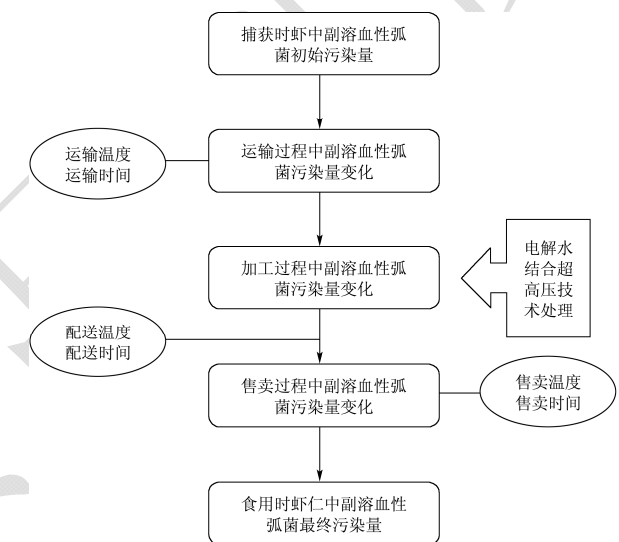 捕获时虾中副溶血性弧
菌初始污染量
运输温度
运输时间
运输过程中副溶血性弧
菌污染量变化
加工过程中副溶血性弧
菌污染量变化
电解水
结合超
高压技
术处理
配送温度
配送时间
售卖过程中副溶血性弧
菌污染量变化
售卖温度
售卖时间
食用时虾仁中副溶血性
弧菌最终污染量